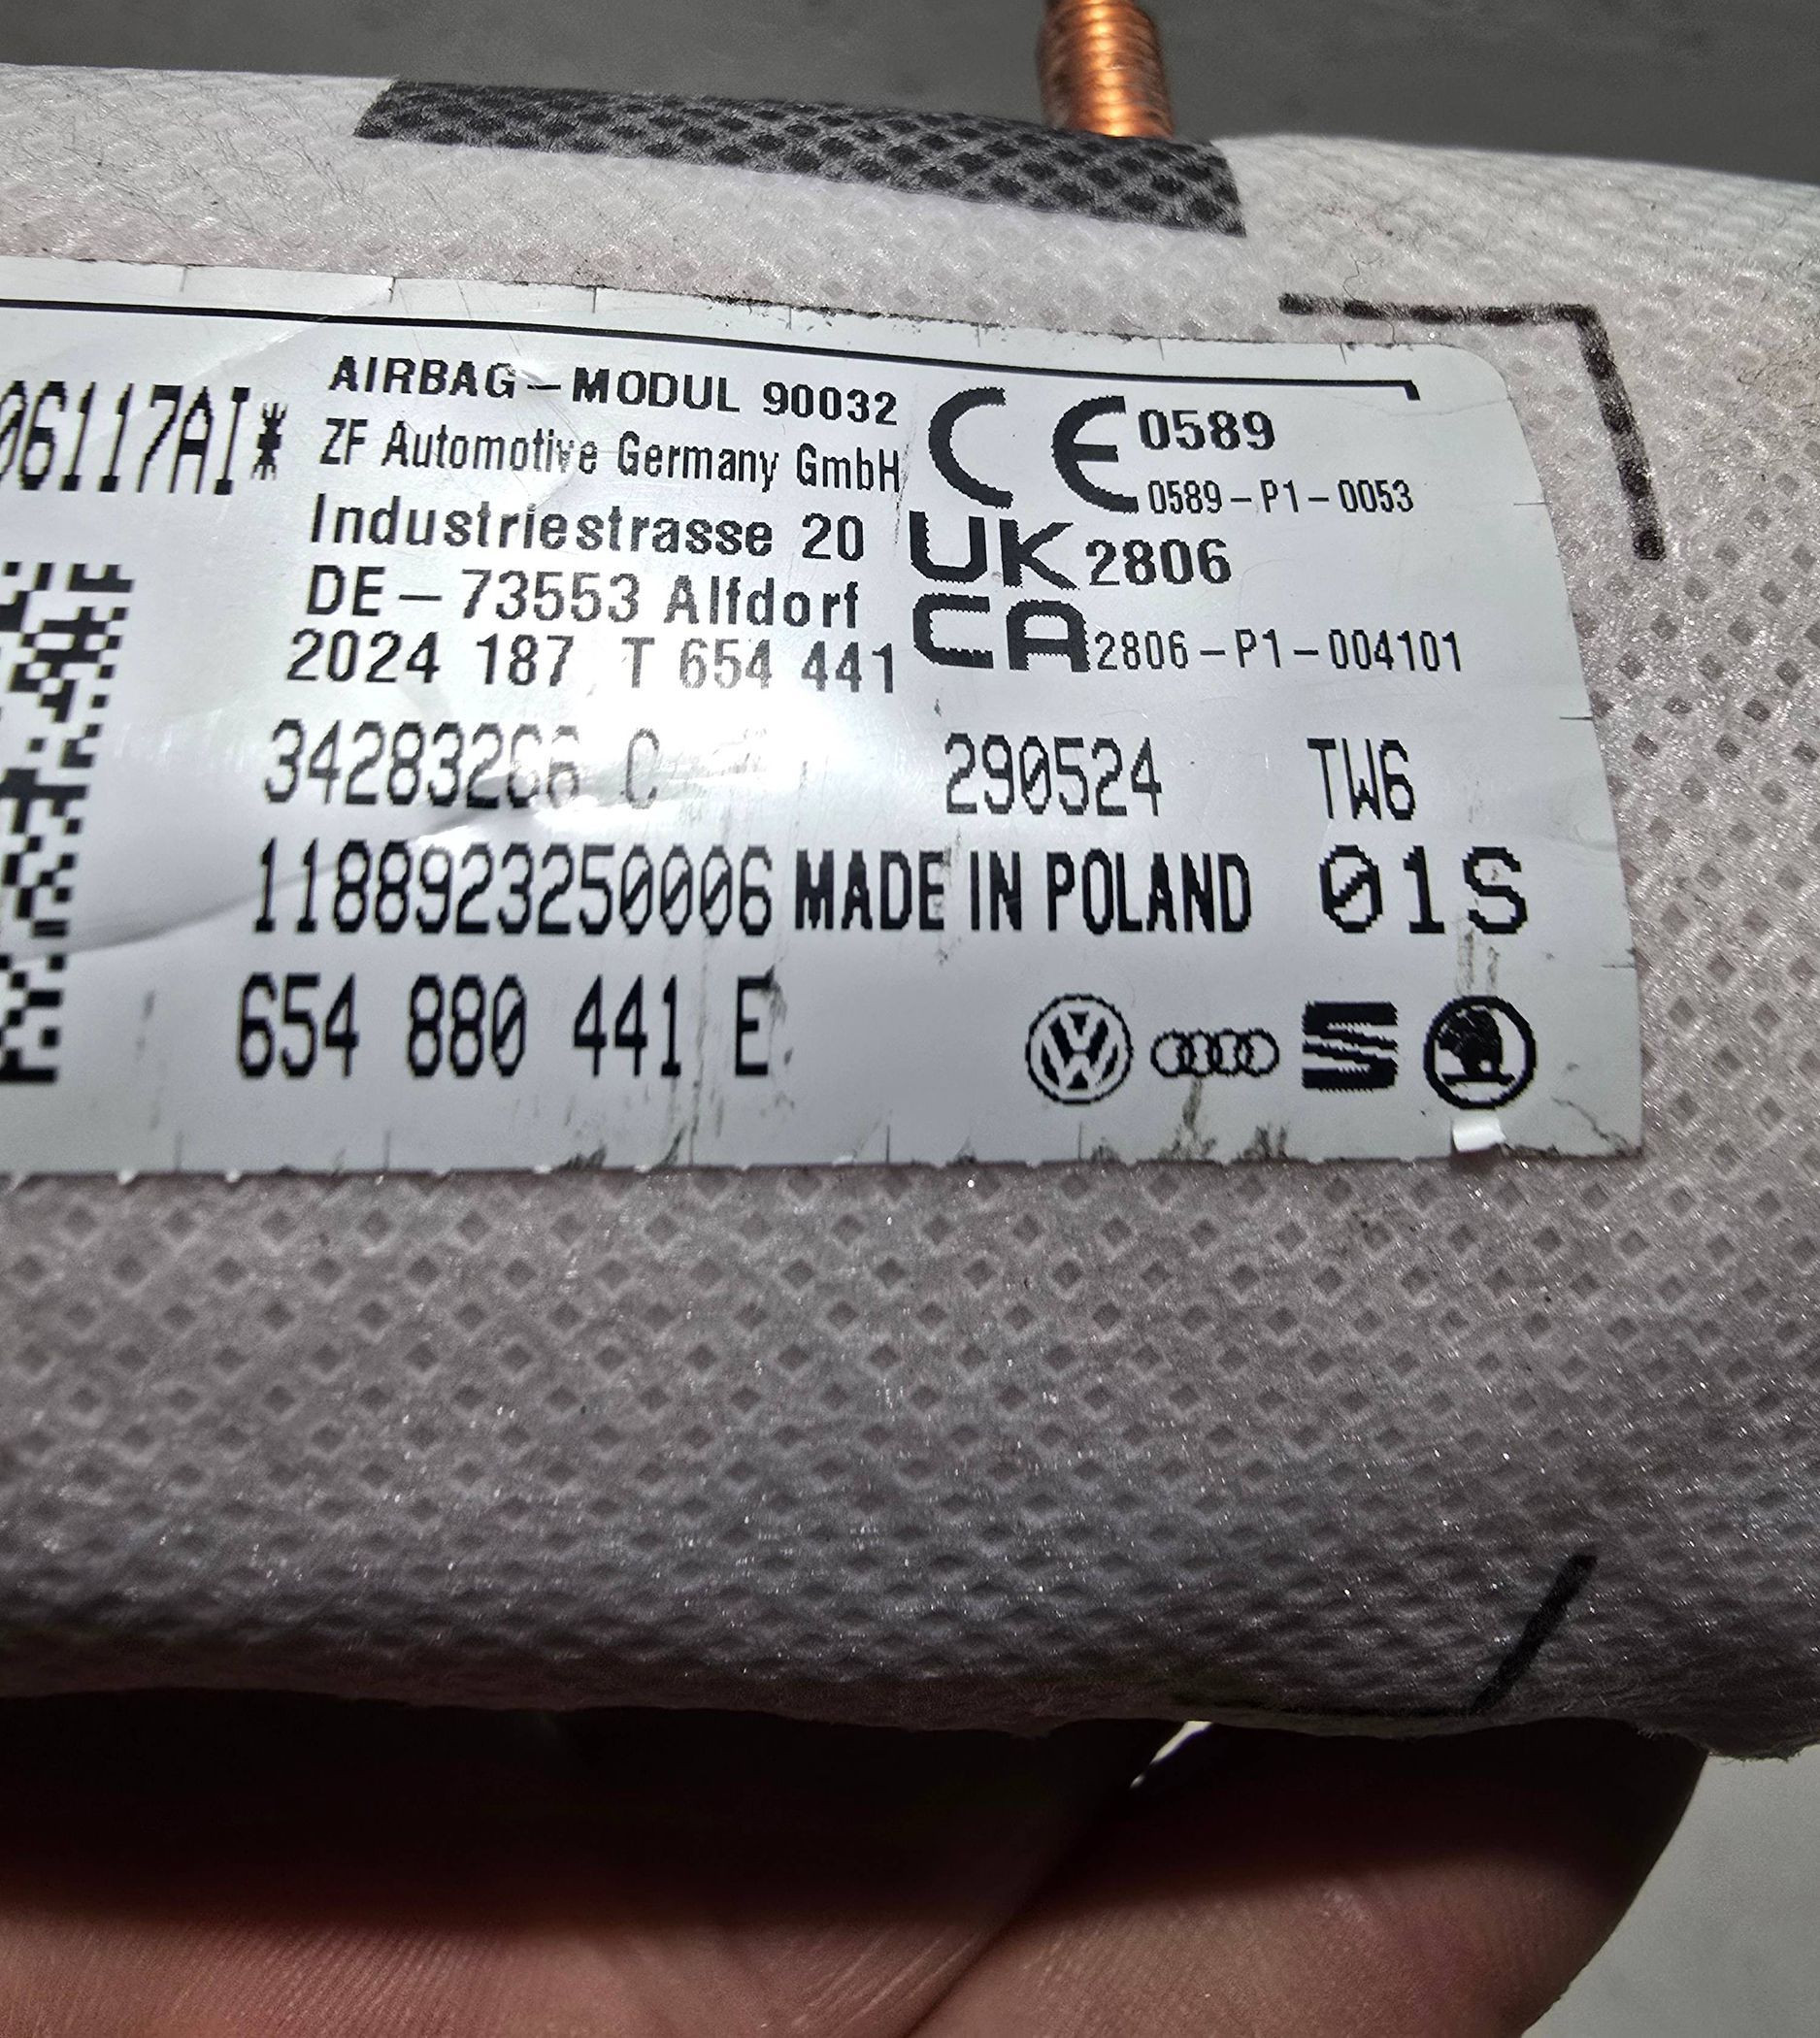 06117AI*
AIRBAG-MODUL 90032
ZF Automotive Germany GmbH
Industriestrasse 20
DE-73553 Alfdorf
2024 187 T 654 441
CE 0589
0589-P1-0053
UK 2806
CA 2806-P1-004101
34283266 C 290524 TW6
1188923250006 MADE IN POLAND 01S
654 880 441 E